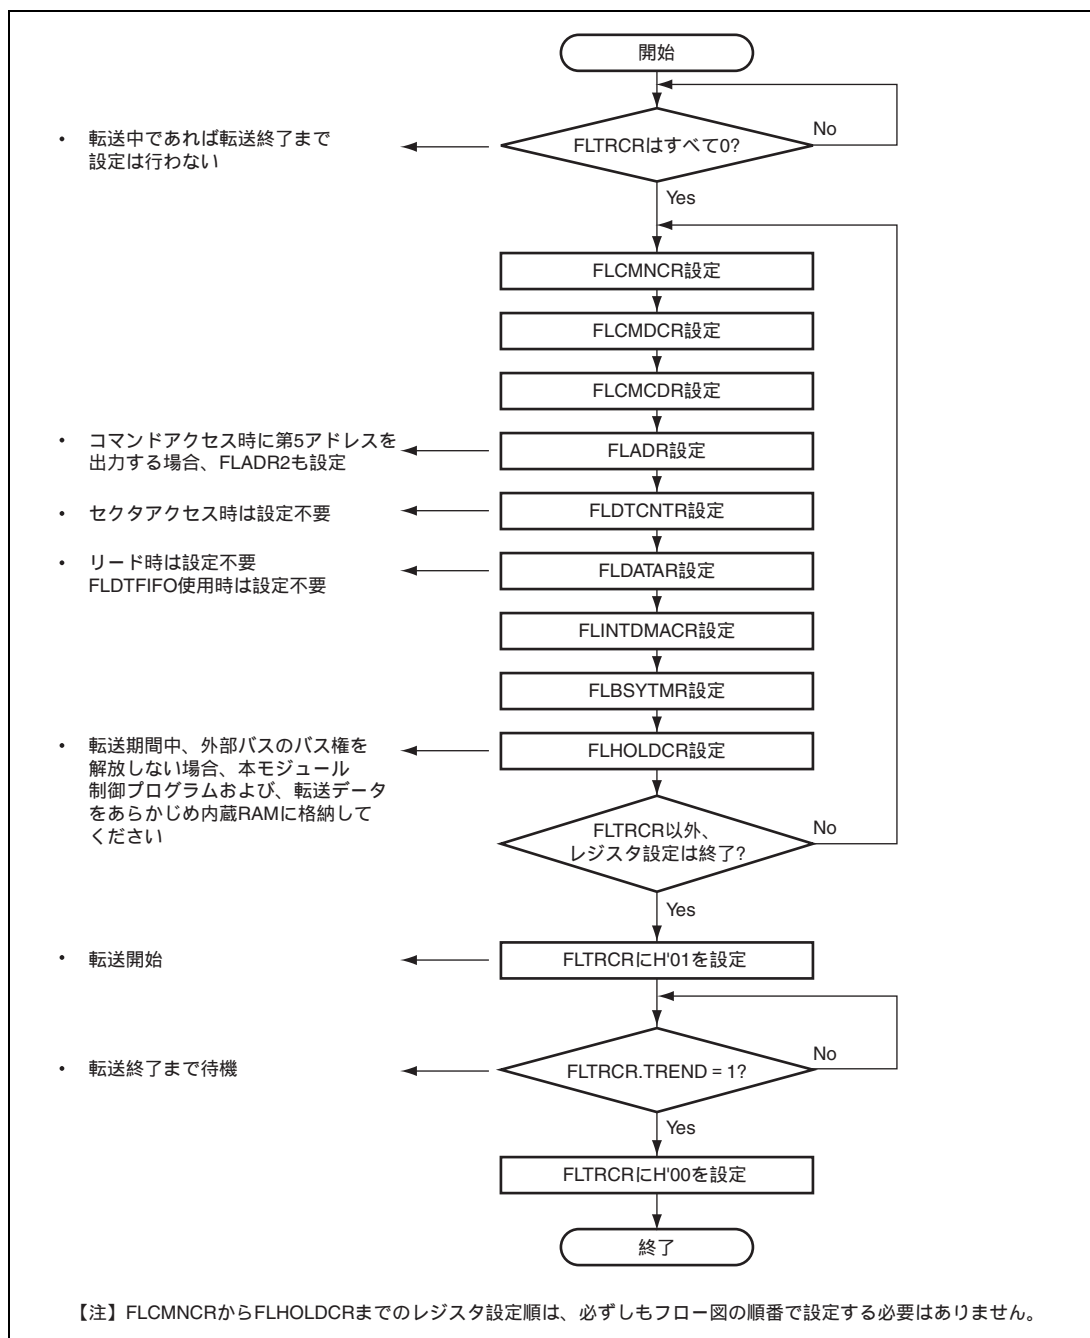 開始
• 転送中であれば転送終了まで
設定は行わない
FLTRCRはすべて0?
No
Yes
FLCMNCR設定
FLCMDCR設定
FLCMCDR設定
• コマンドアクセス時に第5アドレスを
出力する場合、FLADR2も設定
FLADR設定
• セクタアクセス時は設定不要
FLDTCNTR設定
• リード時は設定不要
FLDTFIFO使用時は設定不要
FLDATAR設定
FLINTDMACR設定
FLBSYTMR設定
• 転送期間中、外部バスのバス権を
解放しない場合、本モジュール
制御プログラムおよび、転送データ
をあらかじめ内蔵RAMに格納して
ください
FLHOLDCR設定
FLTRCR以外、
レジスタ設定は終了?
No
Yes
• 転送開始
FLTRCRにH'01を設定
• 転送終了まで待機
FLTRCR.TREND = 1?
No
Yes
FLTRCRにH'00を設定
終了
【注】FLCMNCRからFLHOLDCRまでのレジスタ設定順は、必ずしもフロー図の順番で設定する必要はありません。